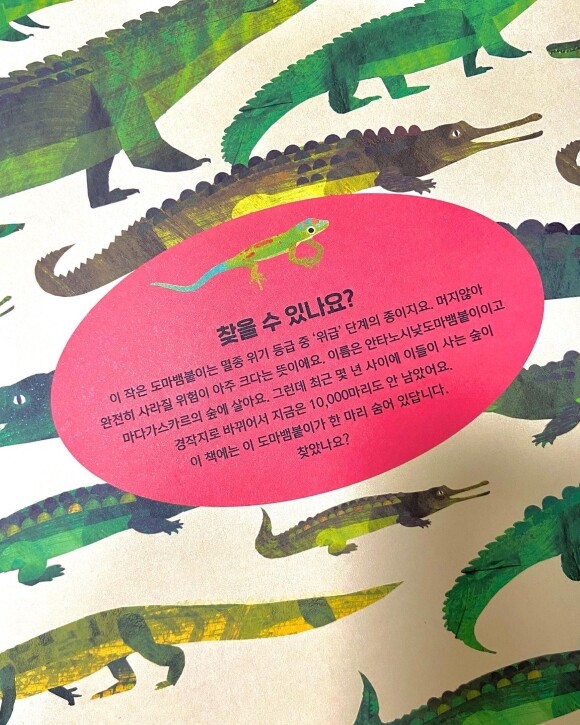 찾을 수 있나요?
이 작은 도마뱀붙이는 멸종 위기 등급 중 ‘위급’ 단계의 종이지요. 머지않아
완전히 사라질 위험이 아주 크다는 뜻이에요. 이름은 안타노시낮도마뱀붙이이고
마다가스카르의 숲에 살아요. 그런데 최근 몇 년 사이에 이들이 사는 숲이
경작지로 바뀌어서 지금은 10,000마리도 안 남았어요.
이 책에는 이 도마뱀붙이가 한 마리 숨어 있답니다.
찾았나요?